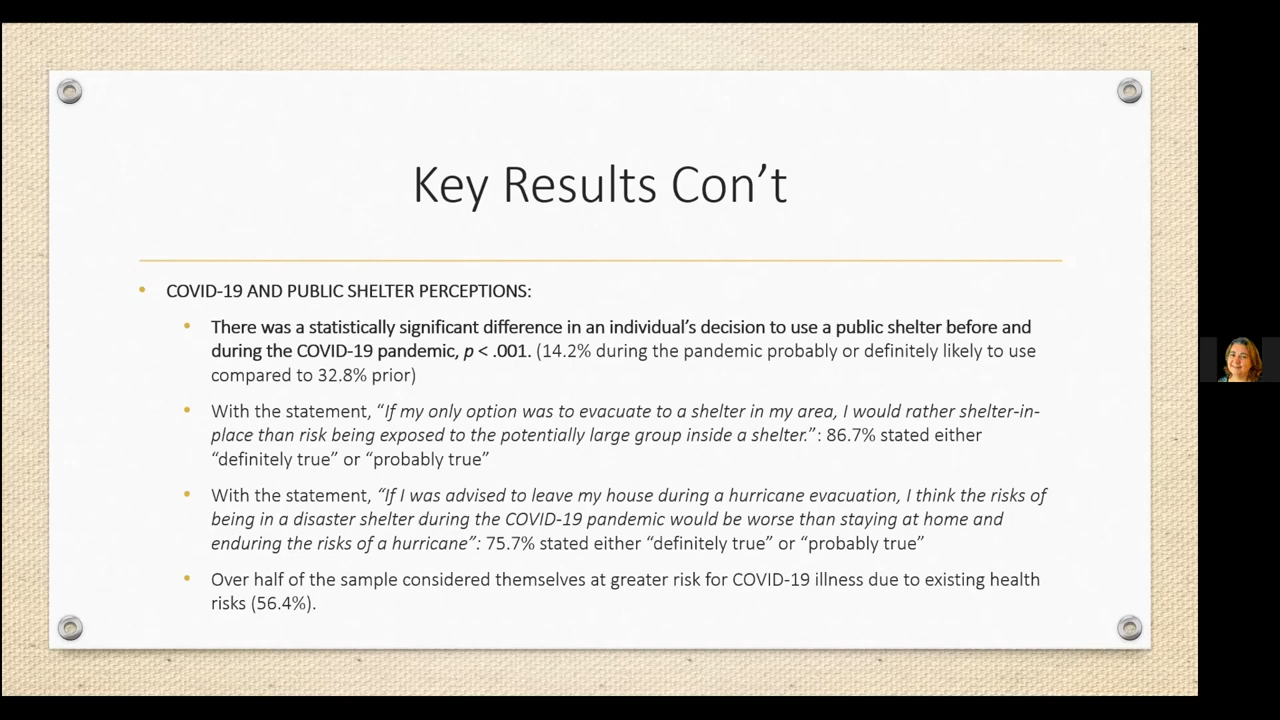 Key Results Con’t
• COVID-19 AND PUBLIC SHELTER PERCEPTIONS:
• There was a statistically significant difference in an individual’s decision to use a public shelter before and
during the COVID-19 pandemic, p < .001. (14.2% during the pandemic probably or definitely likely to use
compared to 32.8% prior)
• With the statement, “If my only option was to evacuate to a shelter in my area, I would rather shelter-in-
place than risk being exposed to the potentially large group inside a shelter.”: 86.7% stated either
“definitely true” or “probably true”
• With the statement, “If I was advised to leave my house during a hurricane evacuation, I think the risks of
being in a disaster shelter during the COVID-19 pandemic would be worse than staying at home and
enduring the risks of a hurricane”: 75.7% stated either “definitely true” or “probably true”
• Over half of the sample considered themselves at greater risk for COVID-19 illness due to existing health
risks (56.4%).